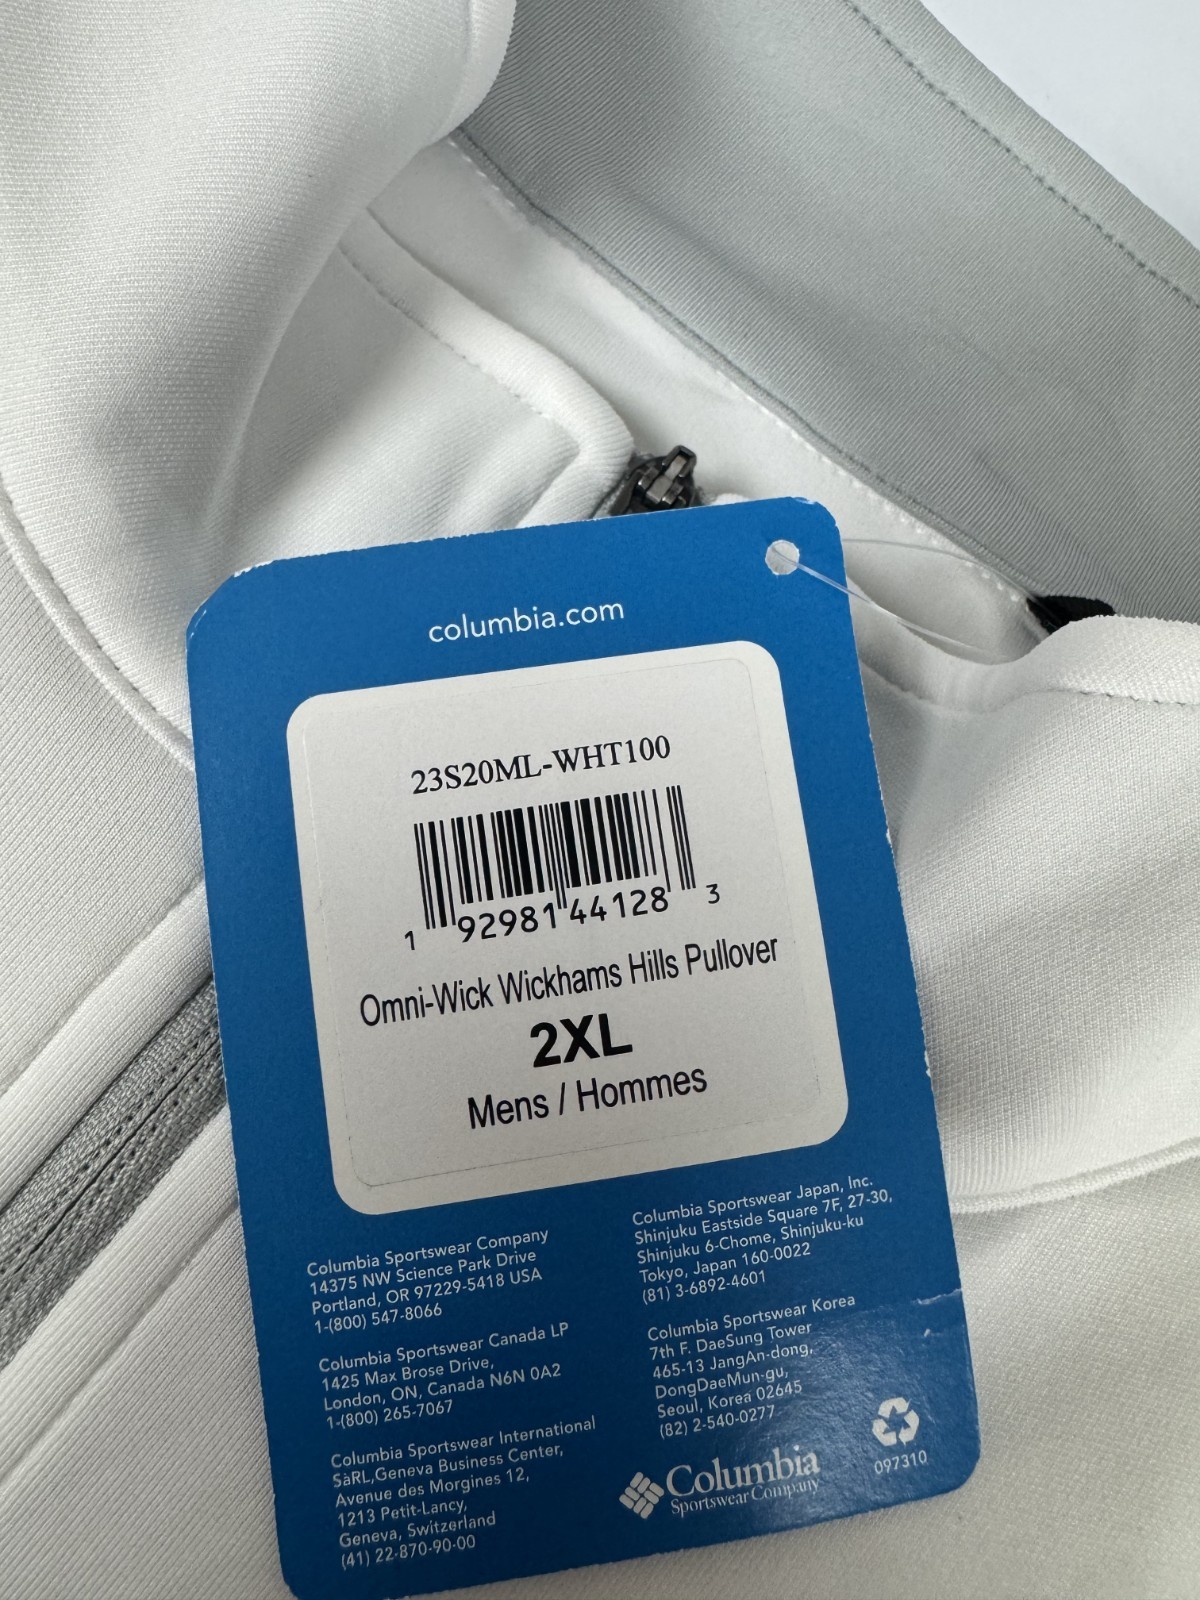 columbia.com
23S20ML-WHT100
1 92981 44128 3
Omni-Wick Wickhams Hills Pullover
2XL
Mens / Hommes
Columbia Sportswear Company
14375 NW Science Park Drive
Portland, OR 97229-5418 USA
1-(800) 547-8066
Columbia Sportswear Canada LP
1425 Max Brose Drive,
London, ON, Canada N6N 0A2
1-(800) 265-7067
Columbia Sportswear International
SàRL,Geneva Business Center,
Avenue des Morgines 12,
1213 Petit-Lancy,
Geneva, Switzerland
(41) 22-870-90-00
Columbia Sportswear Japan, Inc.
Shinjuku Eastside Square 7F, 27-30,
Shinjuku 6-Chome, Shinjuku-ku
Tokyo, Japan 160-0022
(81) 3-6892-4601
Columbia Sportswear Korea
7th F. DaeSung Tower
465-13 JangAn-dong,
DongDaeMun-gu,
Seoul, Korea 02645
(82) 2-540-0277
Columbia
Sportswear Company
097310